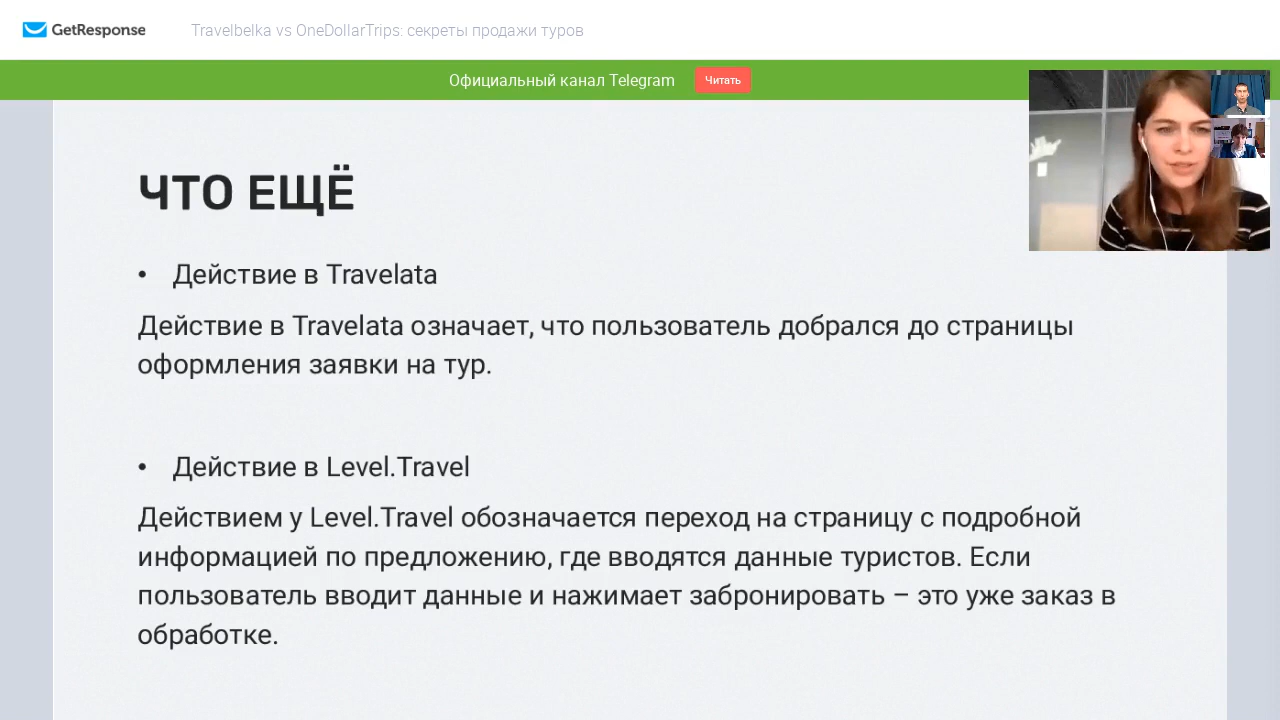 GetResponse
Travelbelka vs OneDollarTrips: секреты продажи туров
Официальный канал Telegram
Читать
ЧТО ЕЩЁ
• Действие в Travelata
Действие в Travelata означает, что пользователь добрался до страницы
оформления заявки на тур.
• Действие в Level.Travel
Действием у Level.Travel обозначается переход на страницу с подробной
информацией по предложению, где вводятся данные туристов. Если
пользователь вводит данные и нажимает забронировать – это уже заказ в
обработке.